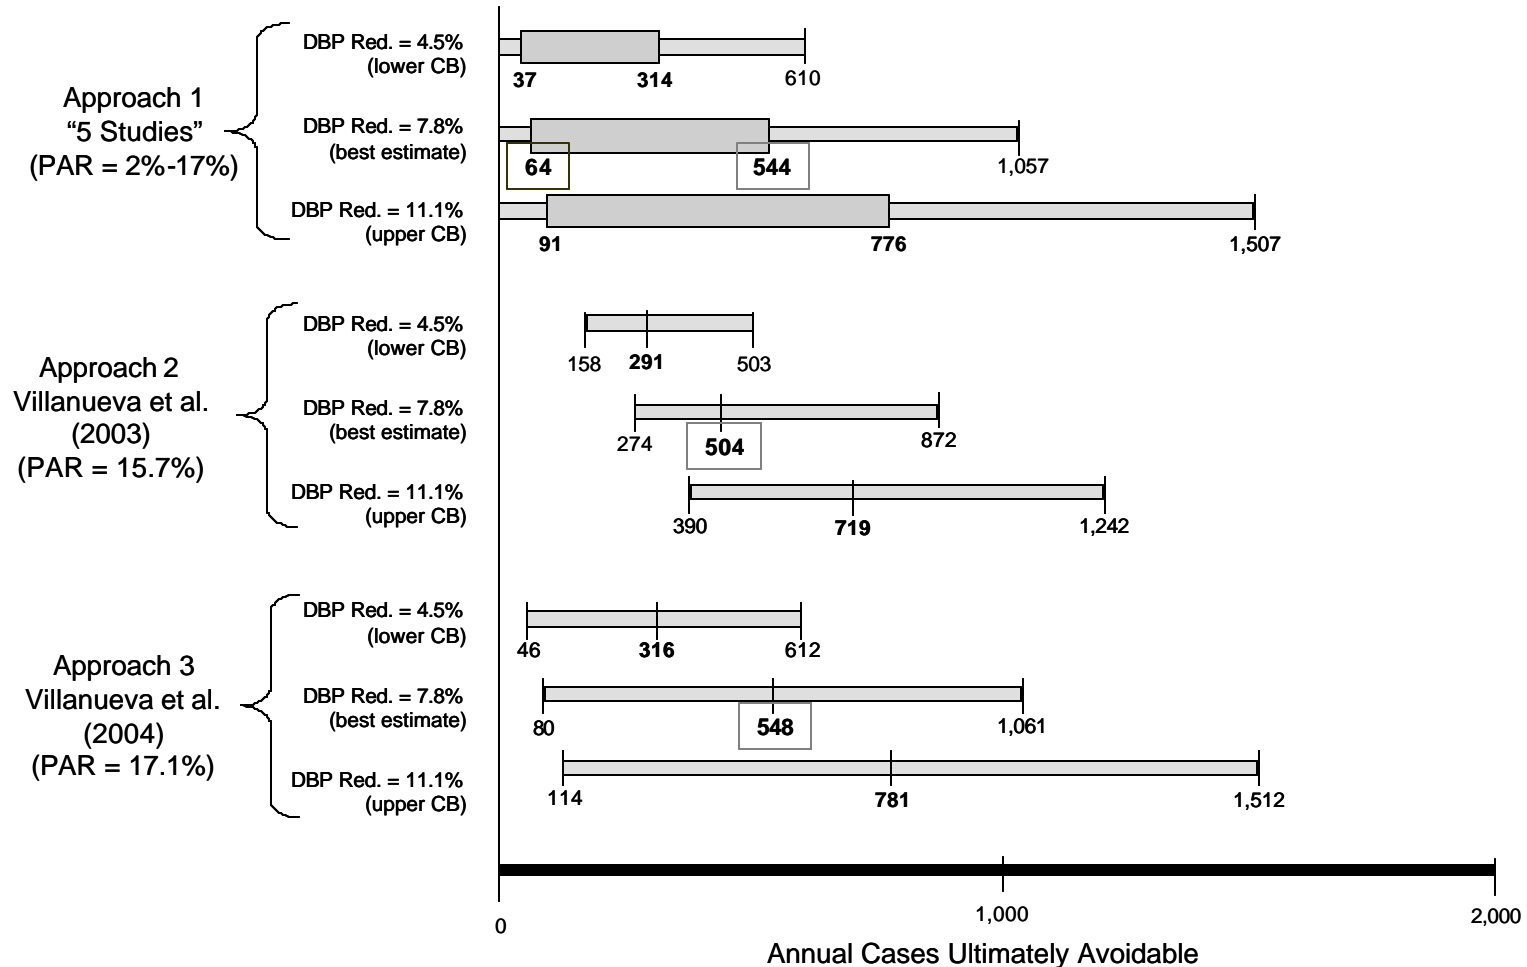 Approach 1
“5 Studies”
(PAR = 2%-17%)
DBP Red. = 4.5%
(lower CB)
37
314
610
DBP Red. = 7.8%
(best estimate)
64
544
1,057
DBP Red. = 11.1%
(upper CB)
91
776
1,507
Approach 2
Villanueva et al.
(2003)
(PAR = 15.7%)
DBP Red. = 4.5%
(lower CB)
158
291
503
DBP Red. = 7.8%
(best estimate)
274
504
872
DBP Red. = 11.1%
(upper CB)
390
719
1,242
Approach 3
Villanueva et al.
(2004)
(PAR = 17.1%)
DBP Red. = 4.5%
(lower CB)
46
316
612
DBP Red. = 7.8%
(best estimate)
80
548
1,061
DBP Red. = 11.1%
(upper CB)
114
781
1,512
0
1,000
2,000
Annual Cases Ultimately Avoidable